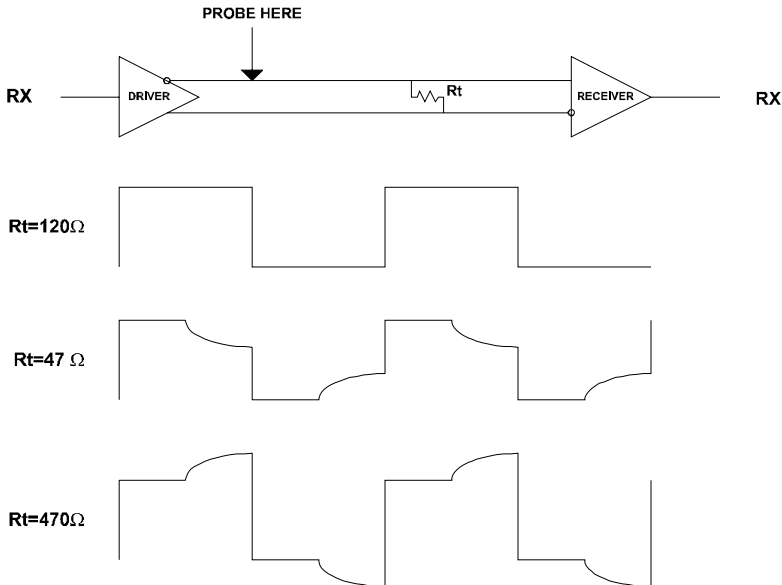 PROBE HERE
RX
DRIVER
Rt
RECEIVER
RX
Rt=120Ω
Rt=47 Ω
Rt=470Ω